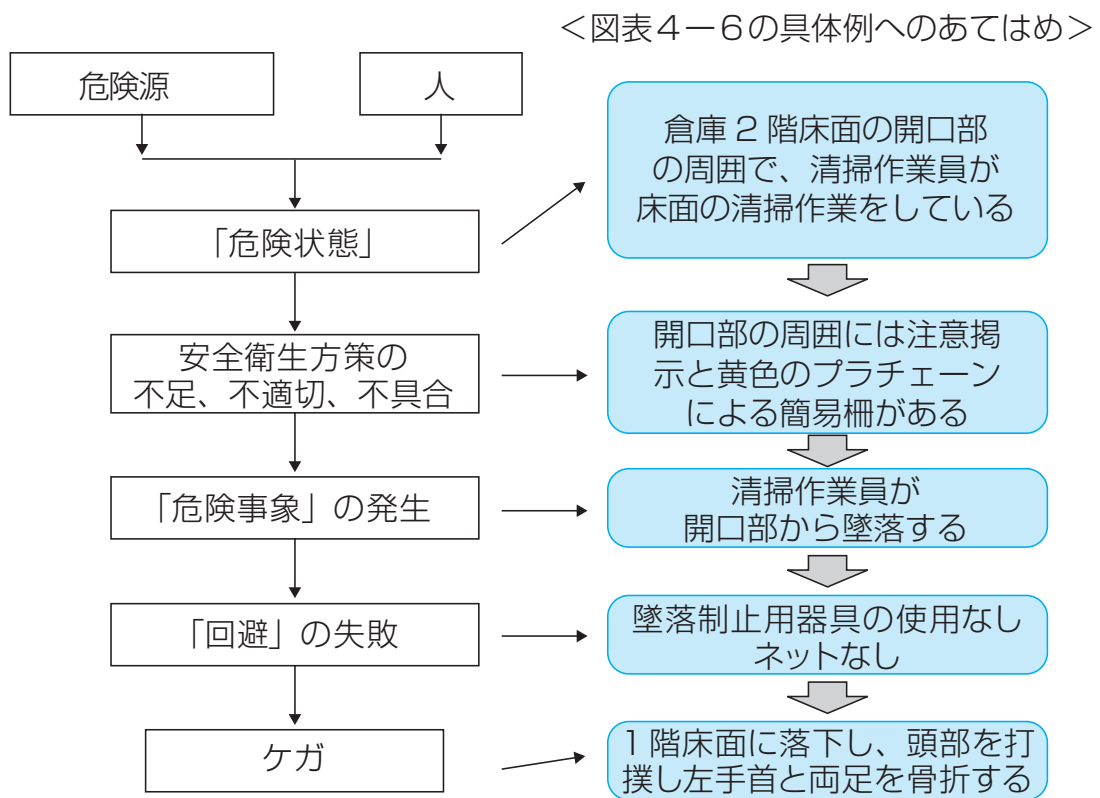 ＜図表４ー６の具体例へのあてはめ＞
危険源
人
「危険状態」
安全衛生方策の
不足、不適切、不具合
「危険事象」の発生
「回避」の失敗
ケガ
倉庫２階床面の開口部
の周囲で、清掃作業員が
床面の清掃作業をしている
開口部の周囲には注意掲
示と黄色のプラチェーン
による簡易柵がある
清掃作業員が
開口部から墜落する
墜落制止用器具の使用なし
ネットなし
１階床面に落下し、頭部を打
撲し左手首と両足を骨折する